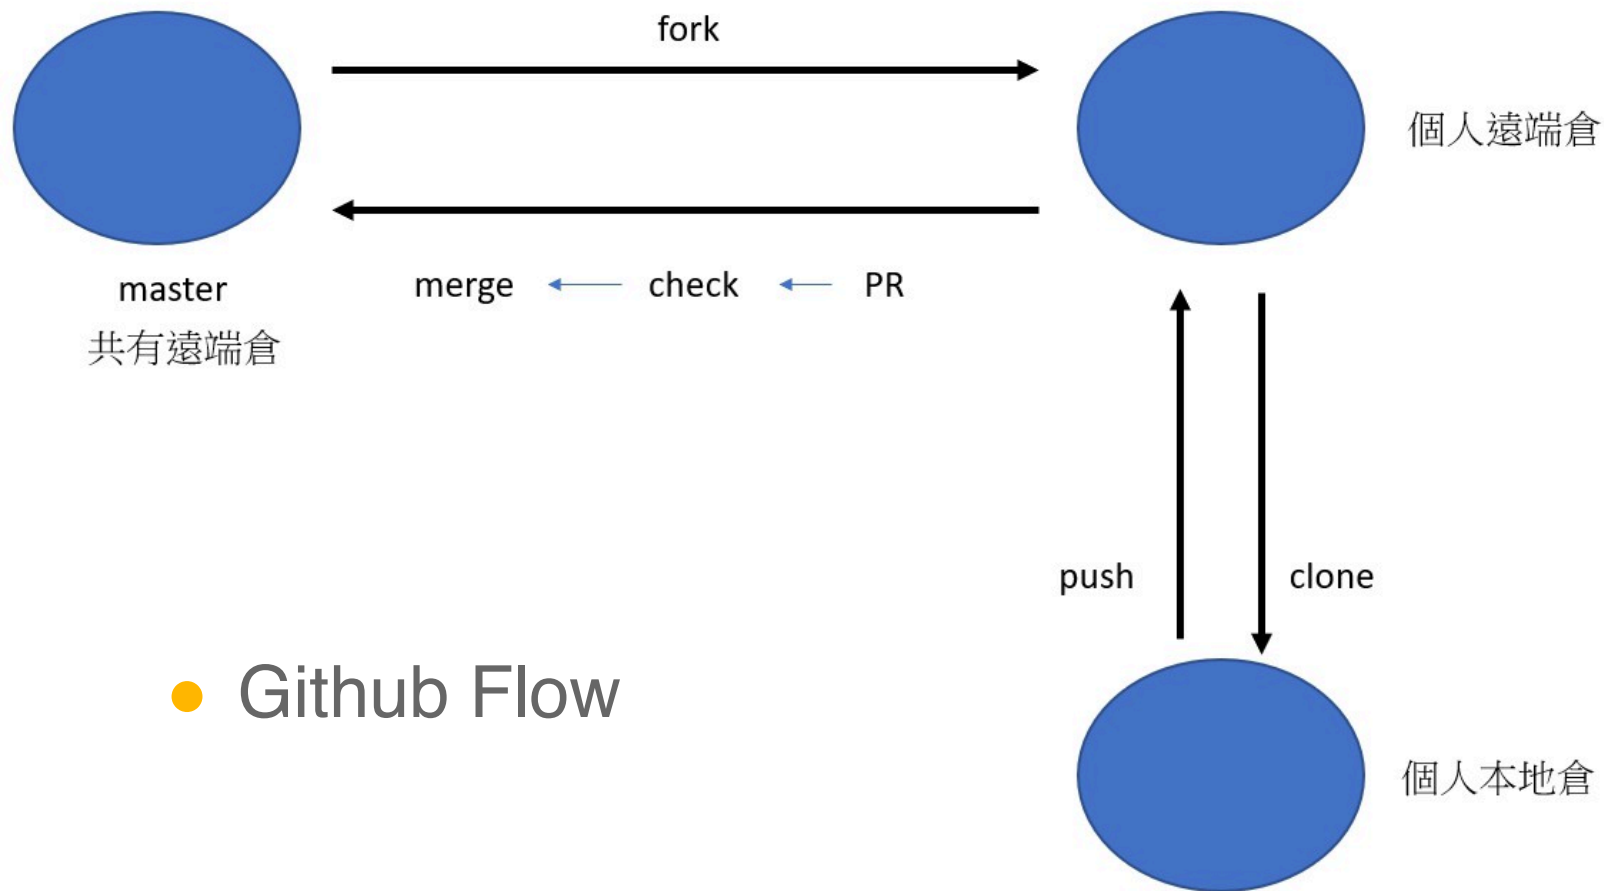 fork
個人遠端倉
master
共有遠端倉
merge
check
PR
push
clone
Github Flow
個人本地倉